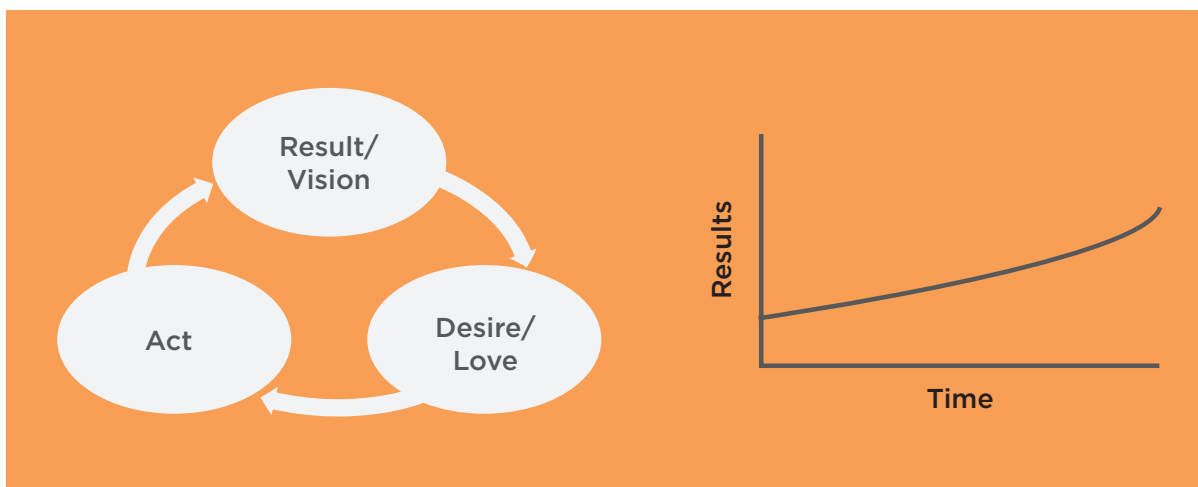 Result/
Vision
Act
Desire/
Love
Results
Time